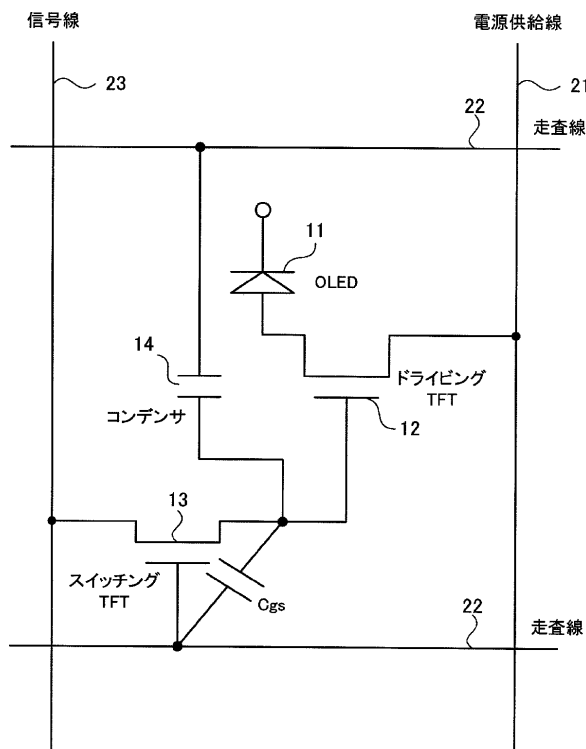 信号線
電源供給線
23
21
22
走査線
11
OLED
14
コンデンサ
ドライビング
TFT
12
13
スイッチング
TFT
Cgs
22
走査線